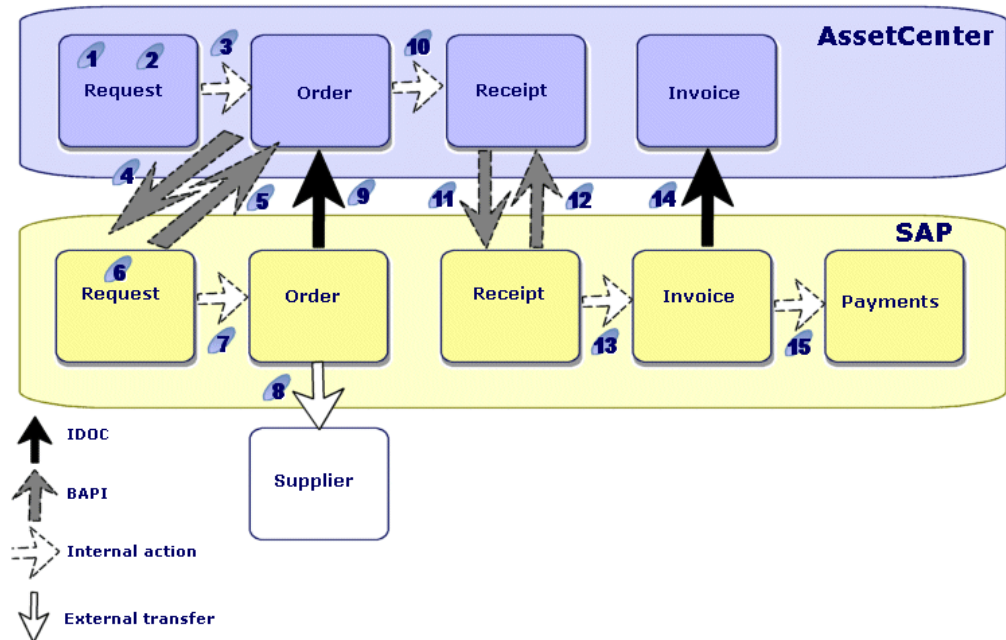 AssetCenter
1
2
3
10
Request
Order
Receipt
Invoice
4
5
9
11
12
14
SAP
6
Request
Order
Receipt
Invoice
Payments
7
13
15
8
Supplier
IDOC
BAPI
Internal action
External transfer